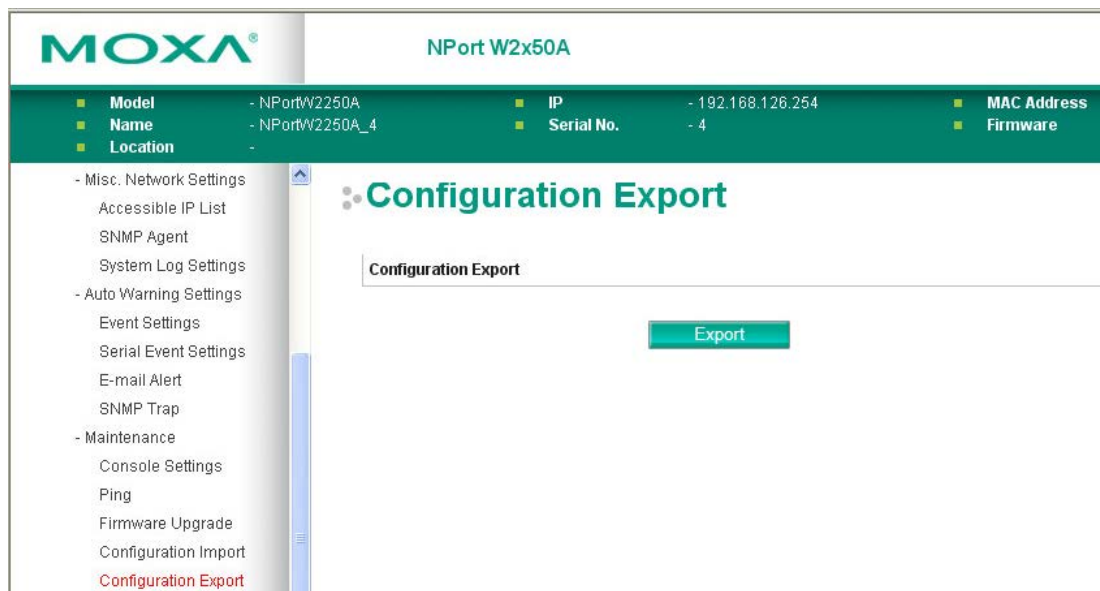 MOXA®
NPort W2x50A
Model - NPortW2250A
IP - 192.168.126.254
MAC Address
Name - NPortW2250A_4
Serial No. - 4
Firmware
Location -
- Misc. Network Settings
Accessible IP List
SNMP Agent
System Log Settings
- Auto Warning Settings
Event Settings
Serial Event Settings
E-mail Alert
SNMP Trap
- Maintenance
Console Settings
Ping
Firmware Upgrade
Configuration Import
Configuration Export
Configuration Export
Configuration Export
Export